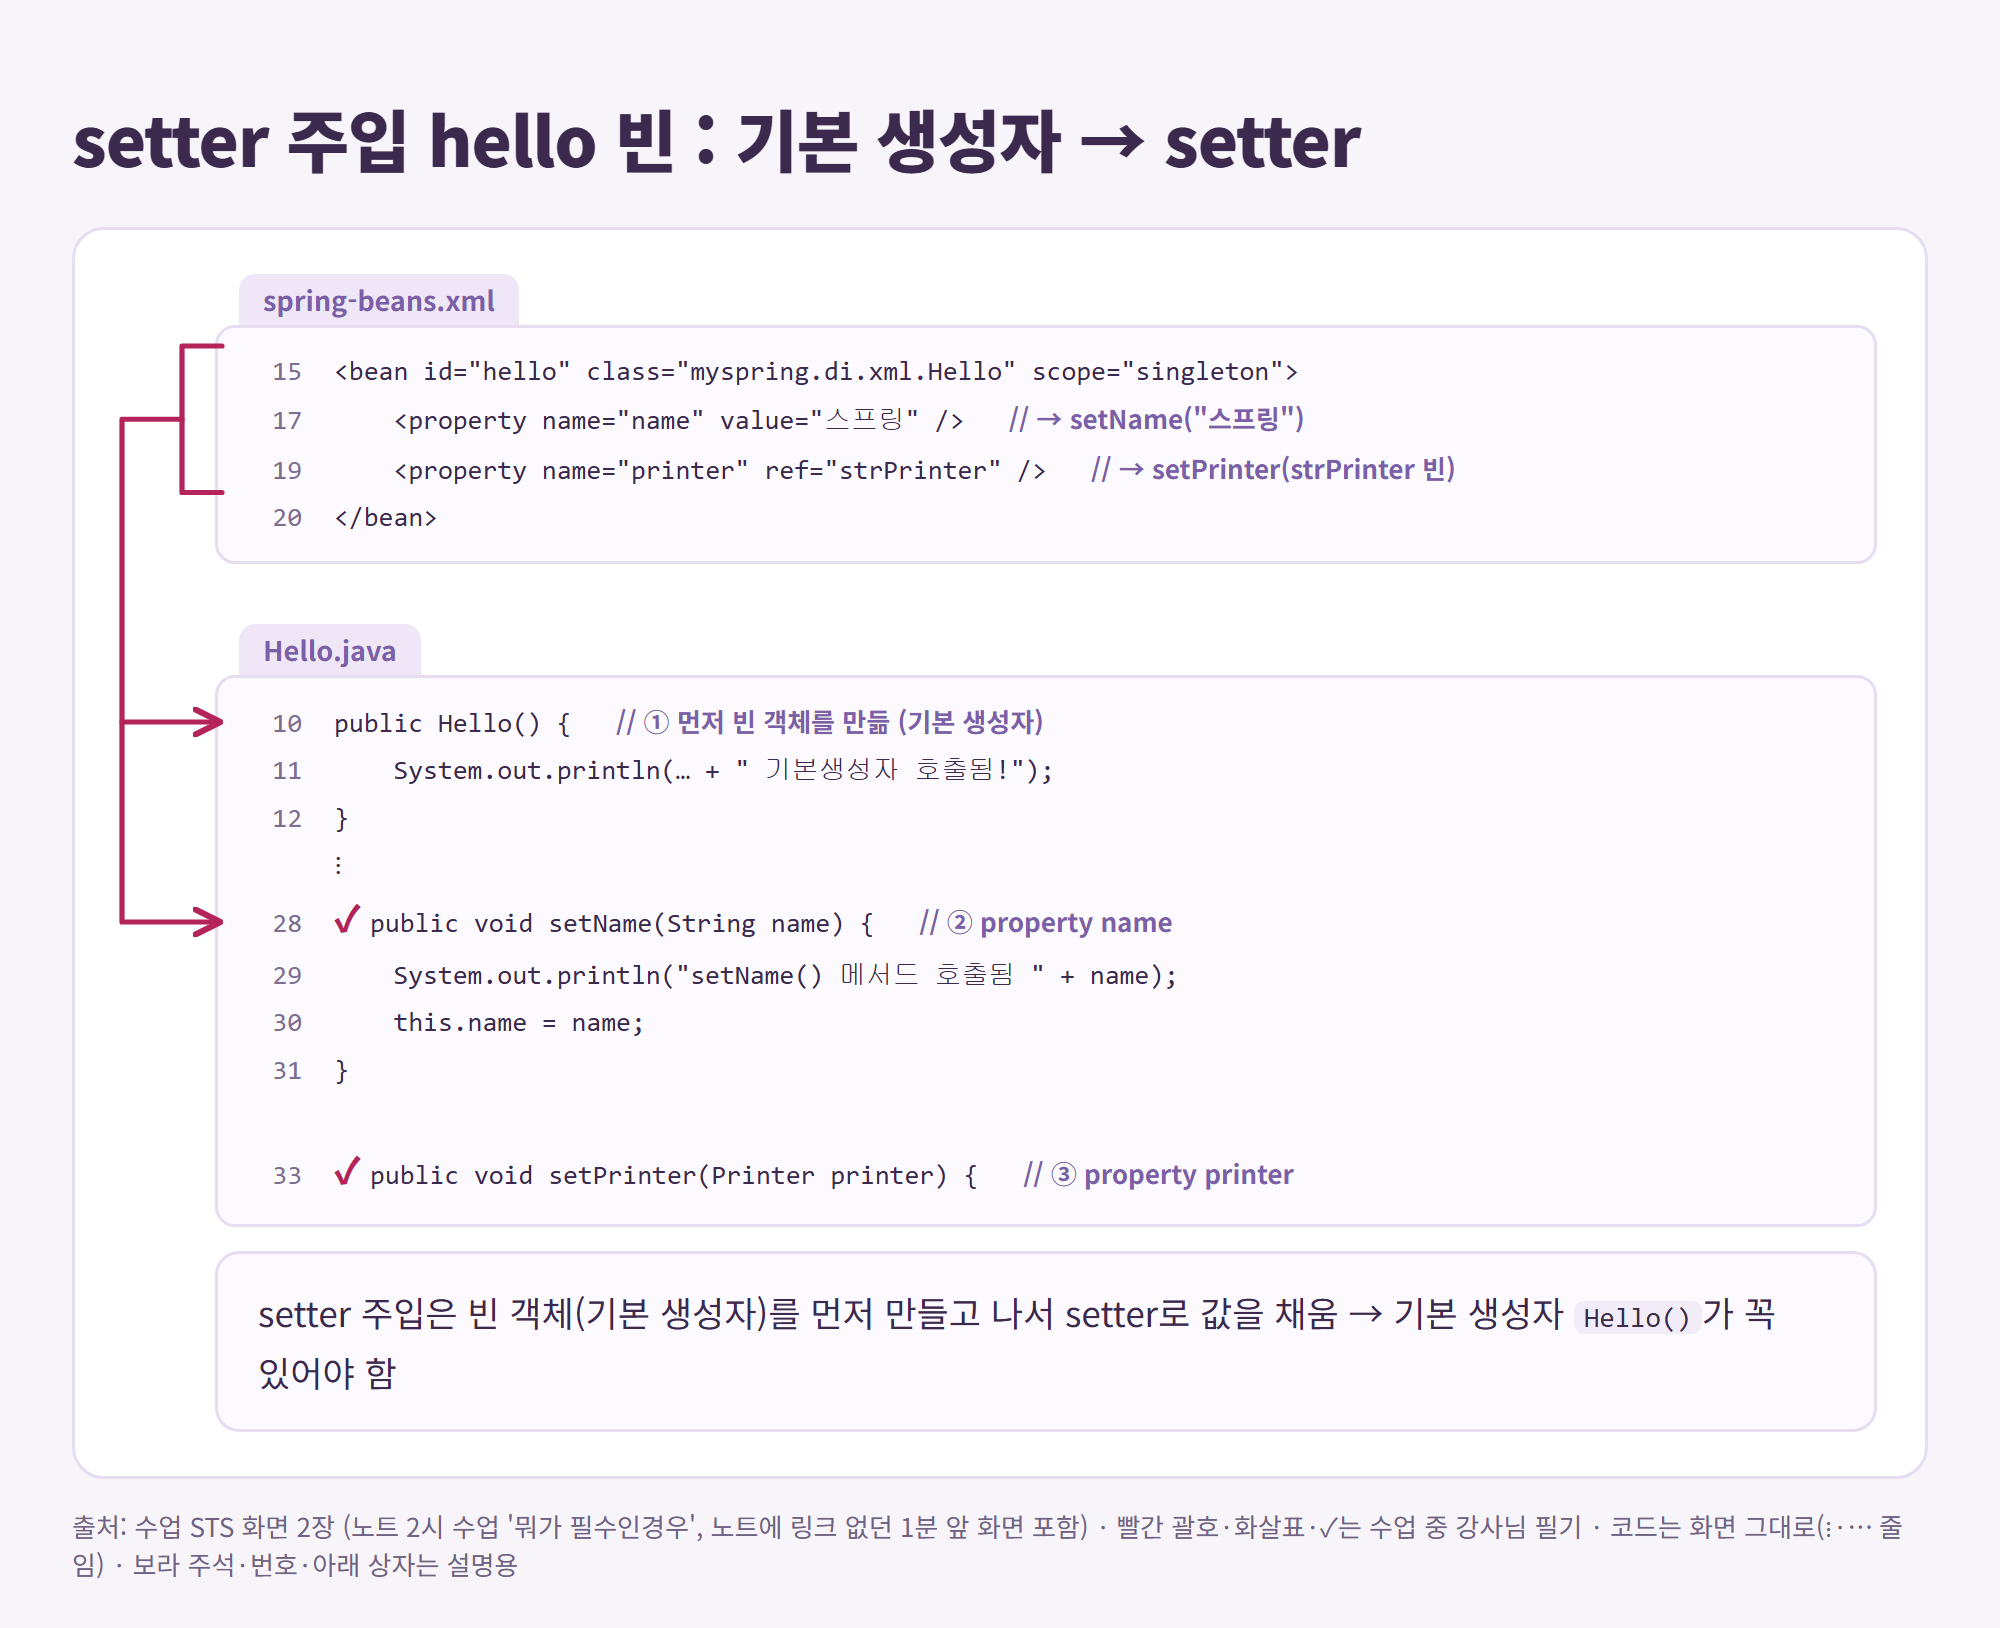 setter 주입 hello 빈 : 기본 생성자 → setter
spring-beans.xml
15 <bean id="hello" class="myspring.di.xml.Hello" scope="singleton">
17 <property name="name" value="스프링" /> // → setName("스프링")
19 <property name="printer" ref="strPrinter" /> // → setPrinter(strPrinter 빈)
20 </bean>
Hello.java
10 public Hello() { // ① 먼저 빈 객체를 만듦 (기본 생성자)
11 System.out.println(… + " 기본생성자 호출됨!");
12 }
⋮
28 ✓ public void setName(String name) { // ② property name
29 System.out.println("setName() 메서드 호출됨 " + name);
30 this.name = name;
31 }
33 ✓ public void setPrinter(Printer printer) { // ③ property printer
setter 주입은 빈 객체(기본 생성자)를 먼저 만들고 나서 setter로 값을 채움 → 기본 생성자 Hello()가 꼭
있어야 함
출처: 수업 STS 화면 2장 (노트 2시 수업 '뭐가 필수인경우', 노트에 링크 없던 1분 앞 화면 포함) · 빨간 괄호·화살표·✓는 수업 중 강사님 필기 · 코드는 화면 그대로(⋮·… 줄
임) · 보라 주석·번호·아래 상자는 설명용